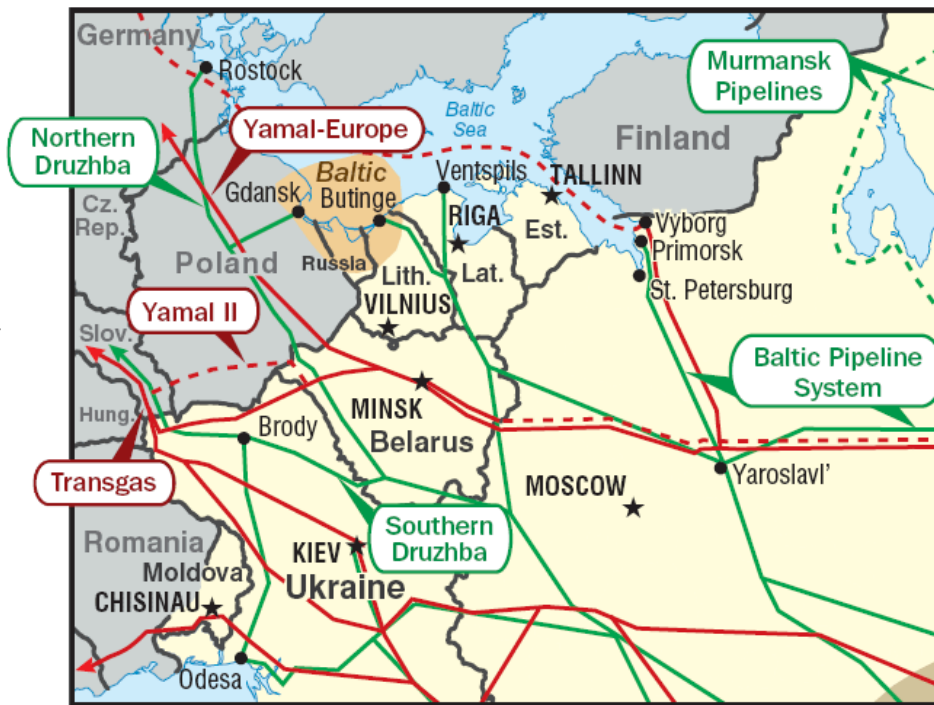 Germany
Rostock
Murmansk
Pipelines
Northern
Druzhba
Yamal-Europe
Baltic
Sea
Finland
Baltic
Gdansk
Butinge
Ventspils
TALLINN
Cz.
Rep.
RIGA
Est.
Vyborg
Primorsk
Poland
Russia
Lith.
Lat.
St. Petersburg
Yamal II
VILNIUS
Slov.
Baltic Pipeline
System
MINSK
Belarus
Hung.
Brody
Yaroslavl'
Transgas
MOSCOW
Southern
Druzhba
Romania
KIEV
Ukraine
Moldova
CHISINAU
Odesa